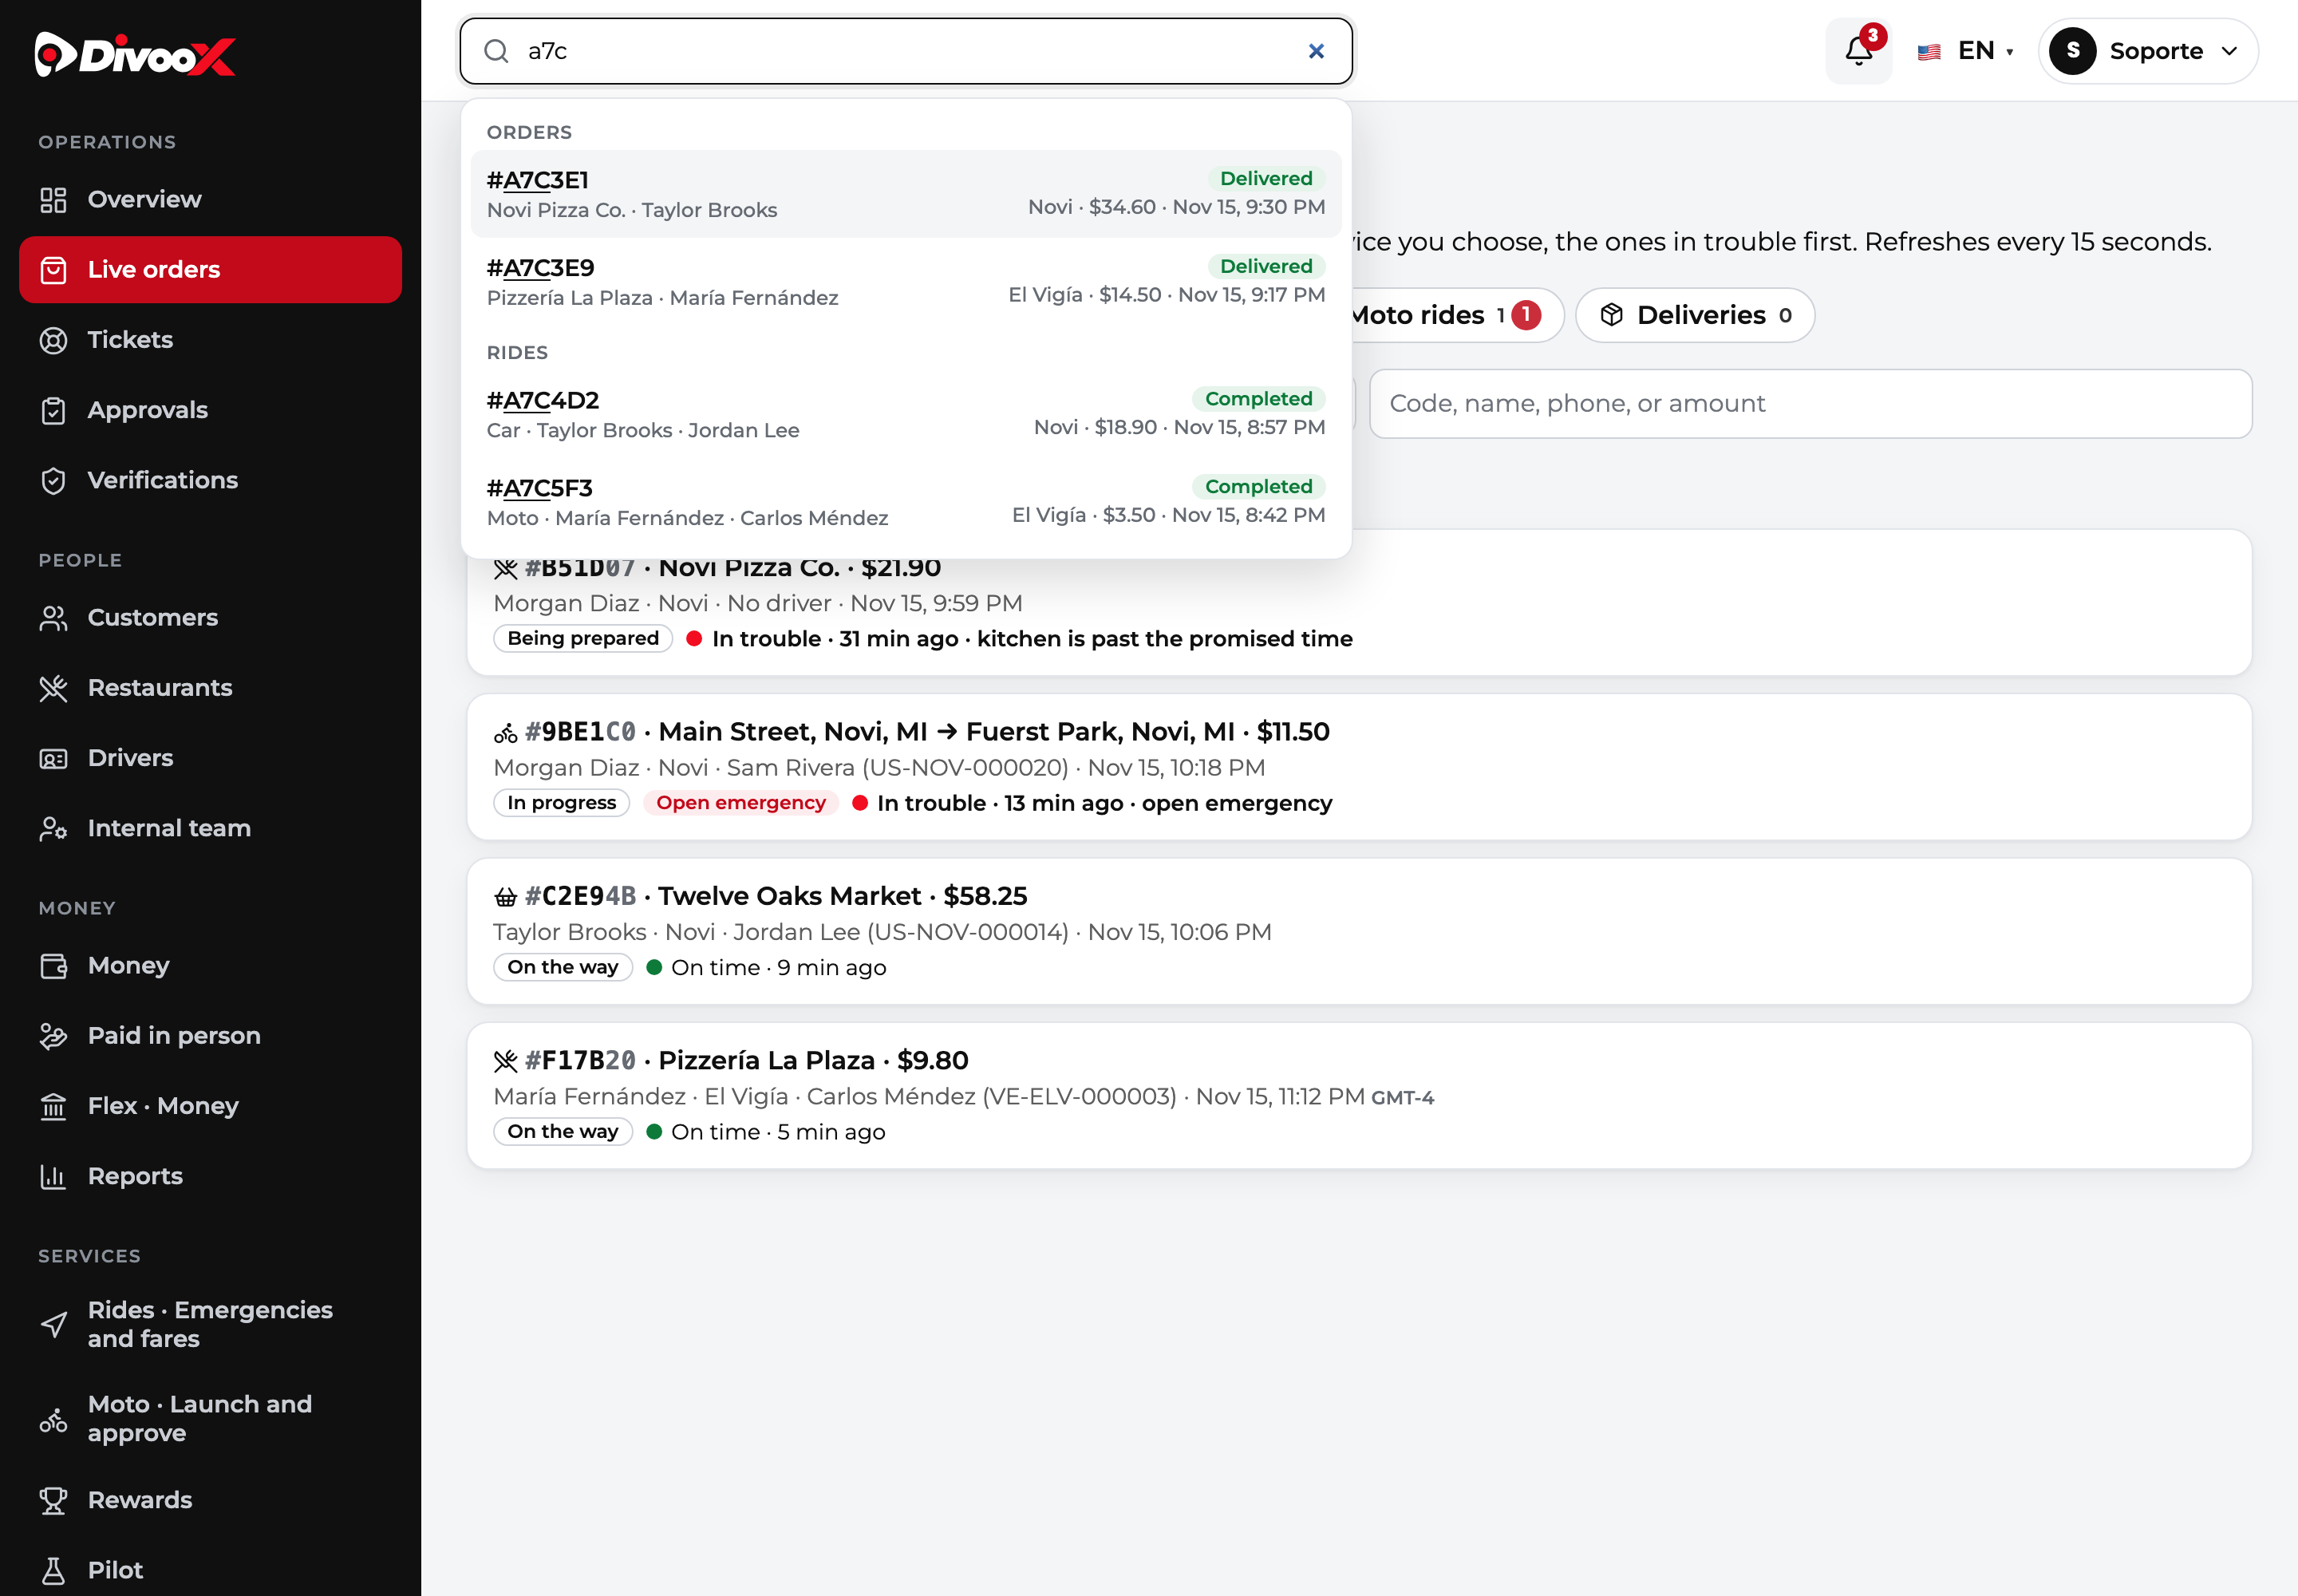 DivooX
a7c
3
EN
S
Soporte
OPERATIONS
Overview
Live orders
Tickets
Approvals
Verifications
PEOPLE
Customers
Restaurants
Drivers
Internal team
MONEY
Money
Paid in person
Flex · Money
Reports
SERVICES
Rides · Emergencies
and fares
Moto · Launch and
approve
Rewards
Pilot
ORDERS
#A7C3E1
Delivered
Novi Pizza Co. · Taylor Brooks
Novi · $34.60 · Nov 15, 9:30 PM
#A7C3E9
Delivered
Pizzería La Plaza · María Fernández
El Vigía · $14.50 · Nov 15, 9:17 PM
RIDES
#A7C4D2
Completed
Car · Taylor Brooks · Jordan Lee
Novi · $18.90 · Nov 15, 8:57 PM
#A7C5F3
Completed
Moto · María Fernández · Carlos Méndez
El Vigía · $3.50 · Nov 15, 8:42 PM
you choose, the ones in trouble first. Refreshes every 15 seconds.
Moto rides 1 1
Deliveries 0
Code, name, phone, or amount
#B51D07 · Novi Pizza Co. · $21.90
Morgan Diaz · Novi · No driver · Nov 15, 9:59 PM
Being prepared In trouble · 31 min ago · kitchen is past the promised time
#9BE1C0 · Main Street, Novi, MI → Fuerst Park, Novi, MI · $11.50
Morgan Diaz · Novi · Sam Rivera (US-NOV-000020) · Nov 15, 10:18 PM
In progress Open emergency In trouble · 13 min ago · open emergency
#C2E94B · Twelve Oaks Market · $58.25
Taylor Brooks · Novi · Jordan Lee (US-NOV-000014) · Nov 15, 10:06 PM
On the way On time · 9 min ago
#F17B20 · Pizzería La Plaza · $9.80
María Fernández · El Vigía · Carlos Méndez (VE-ELV-000003) · Nov 15, 11:12 PM GMT-4
On the way On time · 5 min ago